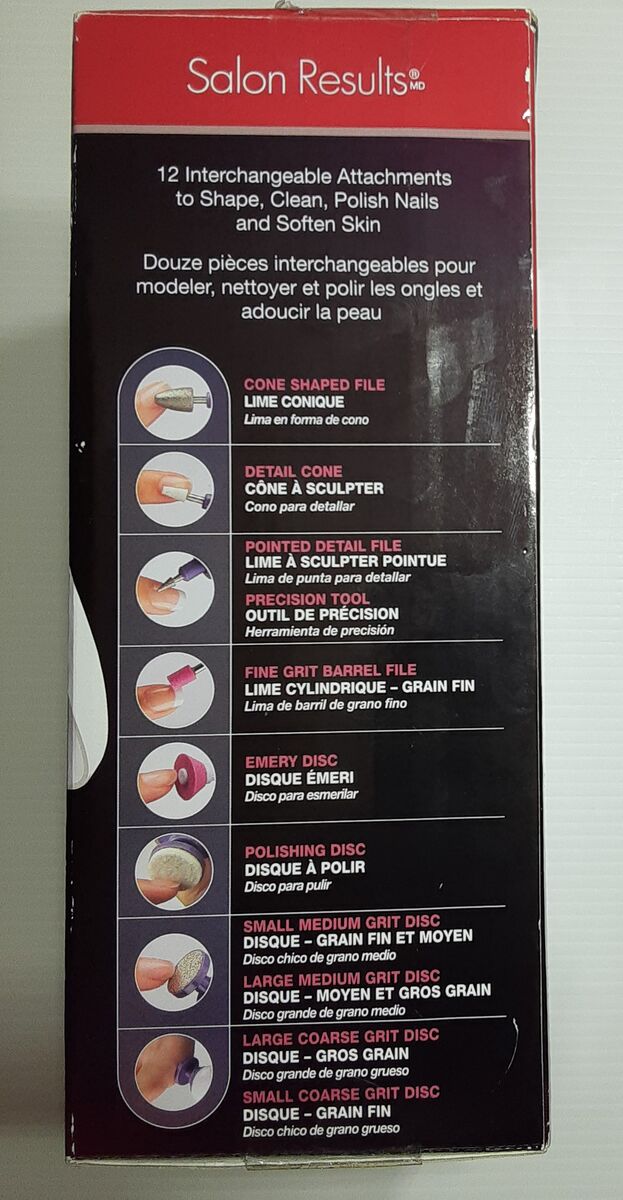 Salon Results®MD
12 Interchangeable Attachments
to Shape, Clean, Polish Nails
and Soften Skin
Douze pièces interchangeables pour
modeler, nettoyer et polir les ongles et
adoucir la peau
CONE SHAPED FILE
LIME CONIQUE
Lima en forma de cono
DETAIL CONE
CÔNE À SCULPTER
Cono para detallar
POINTED DETAIL FILE
LIME À SCULPTER POINTUE
Lima de punta para detallar
PRECISION TOOL
OUTIL DE PRÉCISION
Herramienta de precisión
FINE GRIT BARREL FILE
LIME CYLINDRIQUE – GRAIN FIN
Lima de barril de grano fino
EMERY DISC
DISQUE ÉMERI
Disco para esmerilar
POLISHING DISC
DISQUE À POLIR
Disco para pulir
SMALL MEDIUM GRIT DISC
DISQUE – GRAIN FIN ET MOYEN
Disco chico de grano medio
LARGE MEDIUM GRIT DISC
DISQUE – MOYEN ET GROS GRAIN
Disco grande de grano medio
LARGE COARSE GRIT DISC
DISQUE – GROS GRAIN
Disco grande de grano grueso
SMALL COARSE GRIT DISC
DISQUE – GRAIN FIN
Disco chico de grano grueso